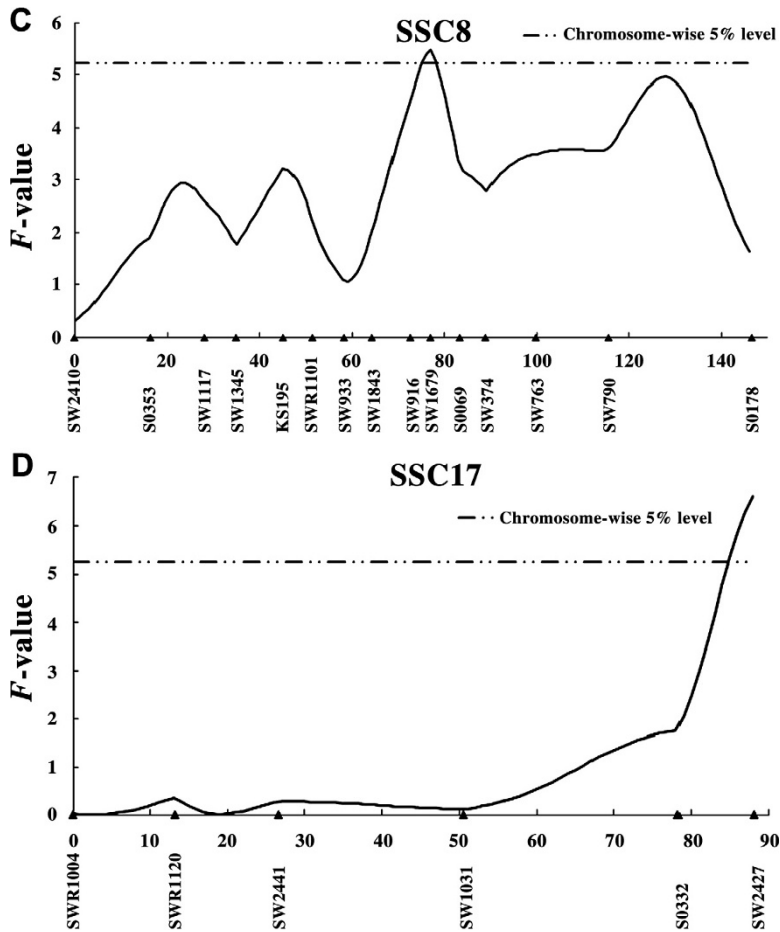 C
SSC8
Chromosome-wise 5% level
F-value
6
5
4
3
2
1
0
0 20 40 60 80 100 120 140
SW2410 S0353 SW1117 SW1345 KS195 SWR1101 SW933 SW1843 SW916 SW1679 S0069 SW374 SW763 SW790 S0178
D
SSC17
Chromosome-wise 5% level
F-value
7
6
5
4
3
2
1
0
0 10 20 30 40 50 60 70 80 90
SWR1004 SWR1120 SW2441 SW1031 S0332 SW2427